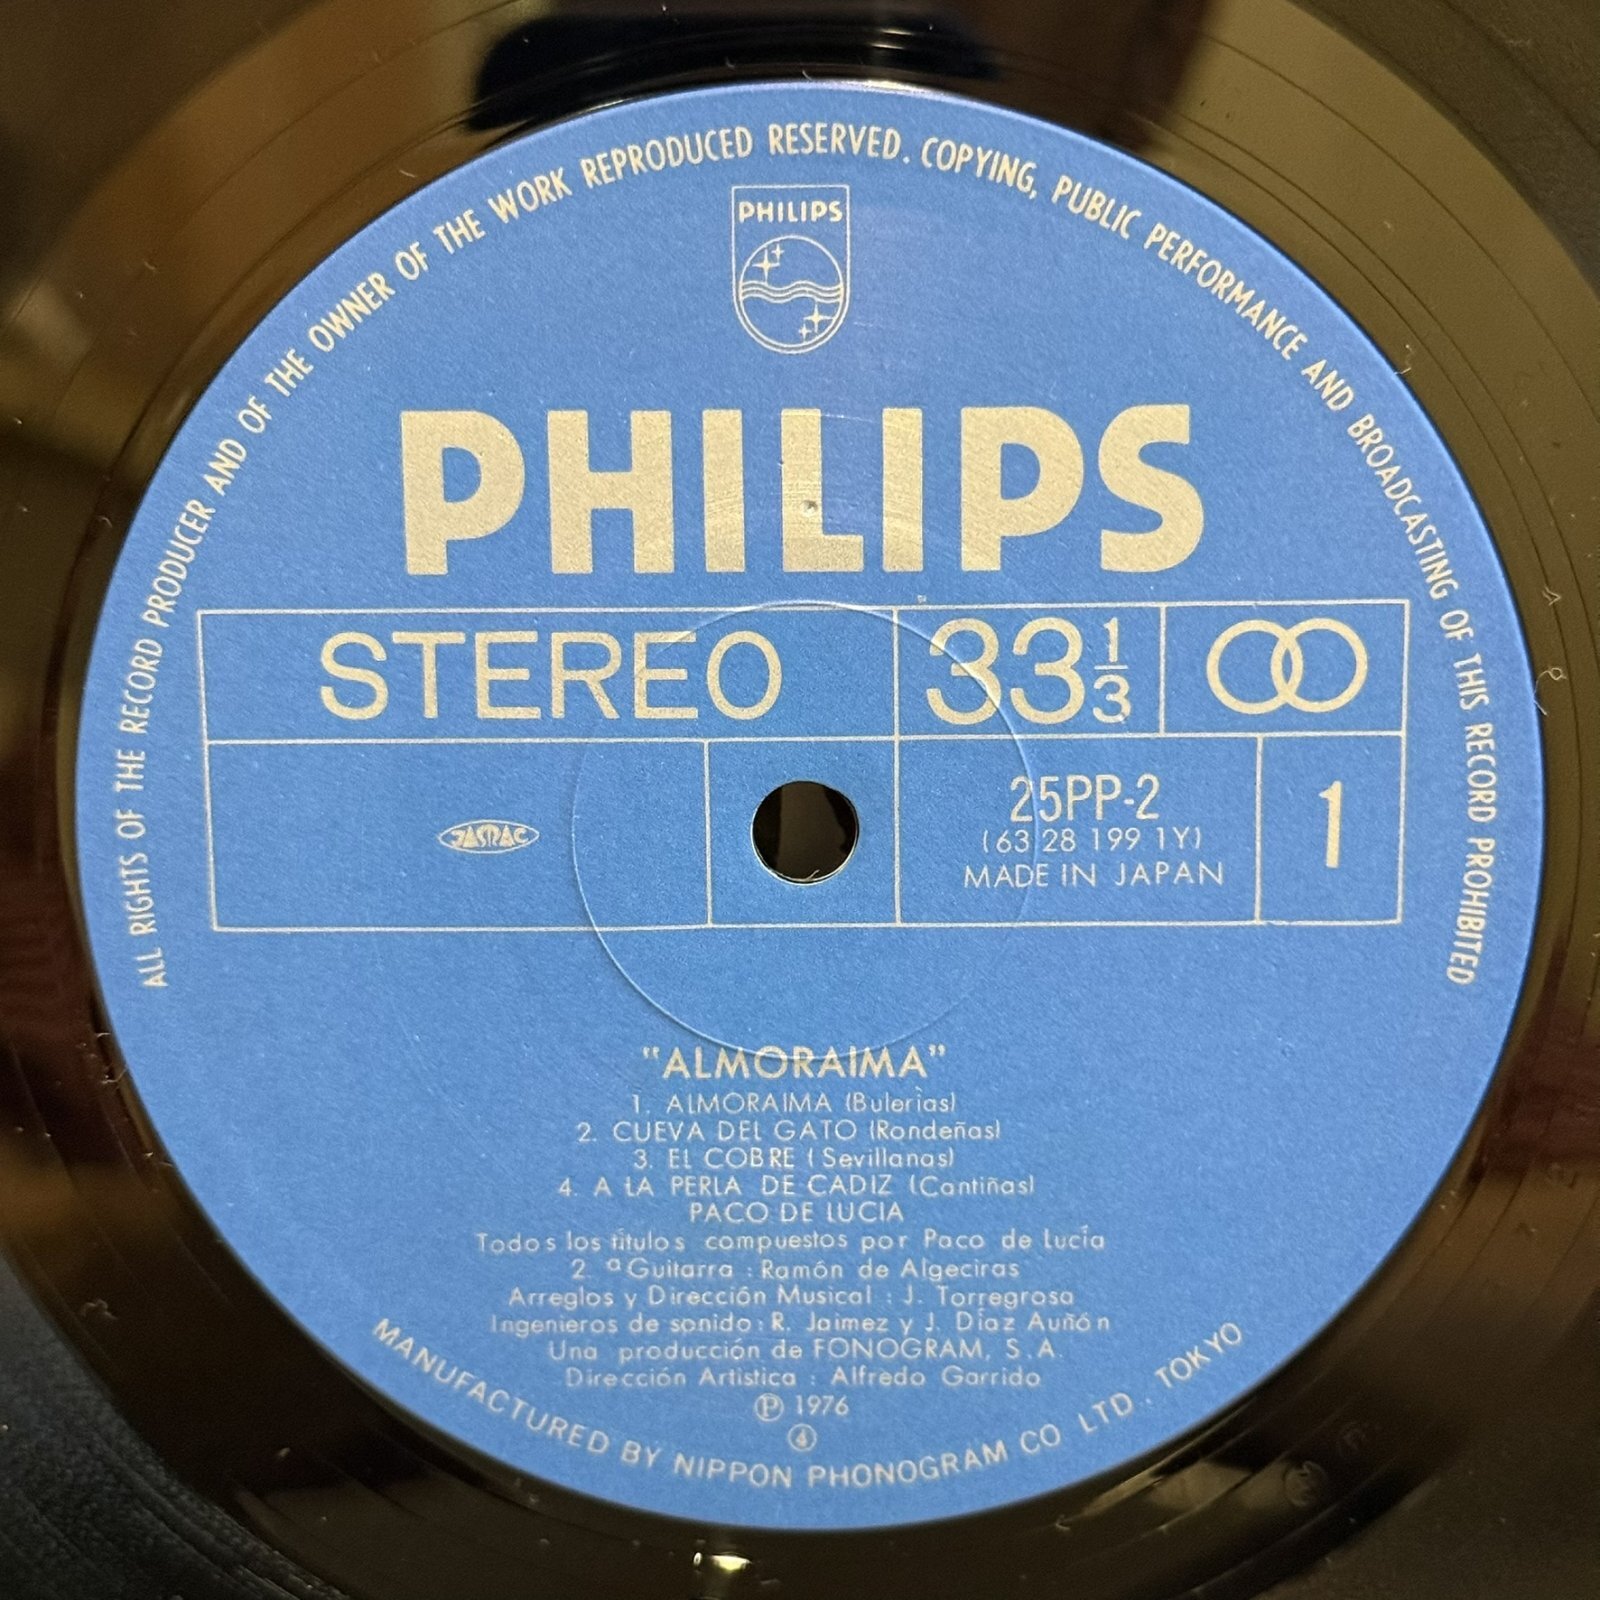 ALL RIGHTS OF THE RECORD PRODUCER AND OF THE OWNER OF THE WORK REPRODUCED RESERVED. COPYING, PUBLIC PERFORMANCE AND BROADCASTING OF THIS RECORD PROHIBITED
PHILIPS
PHILIPS
STEREO 33 1/3
JASRAC
25PP-2
(63 28 199 1Y)
MADE IN JAPAN
1
"ALMORAIMA"
1. ALMORAIMA (Bulerías)
2. CUEVA DEL GATO (Rondeñas)
3. EL COBRE (Sevillanas)
4. A LA PERLA DE CADIZ (Cantiñas)
PACO DE LUCIA
Todos los títulos compuestos por Paco de Lucía
2.ª Guitarra : Ramón de Algeciras
Arreglos y Dirección Musical : J. Torregrosa
Ingenieros de sonido : R. Jaimez y J. Díaz Auñón
Una producción de FONOGRAM, S.A.
Dirección Artistica : Alfredo Garrido
Ⓟ 1976
④
MANUFACTURED BY NIPPON PHONOGRAM CO LTD., TOKYO